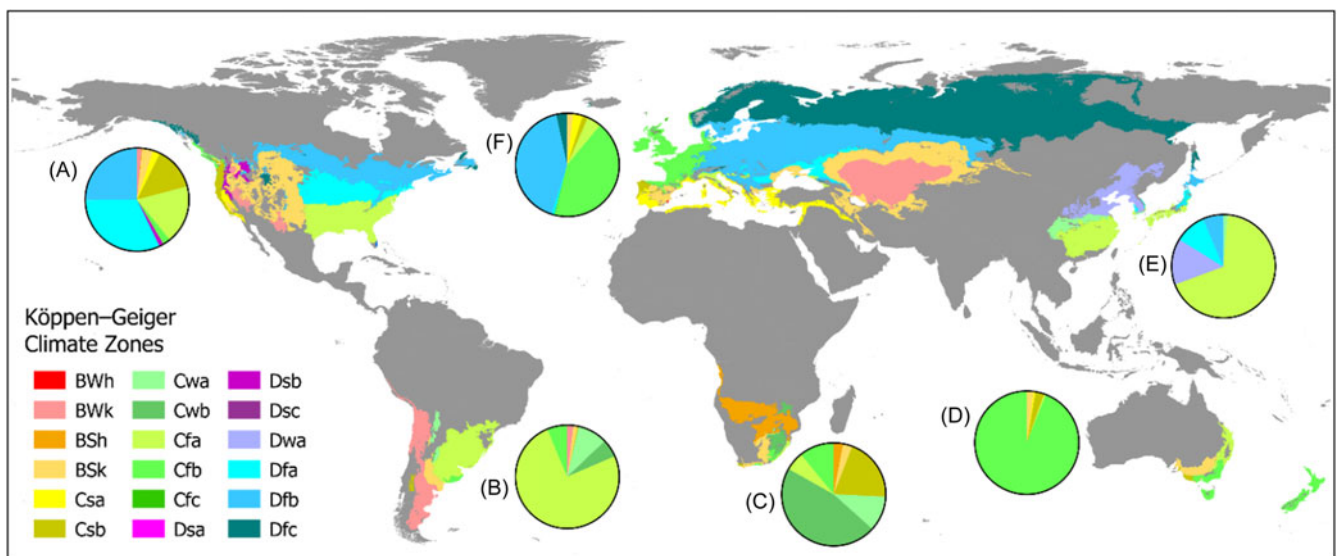 (A)
(F)
(E)
(D)
(B)
(C)
Köppen–Geiger
Climate Zones
BWh Cwa Dsb
BWk Cwb Dsc
BSh Cfa Dwa
BSk Cfb Dfa
Csa Cfc Dfb
Csb Dsa Dfc